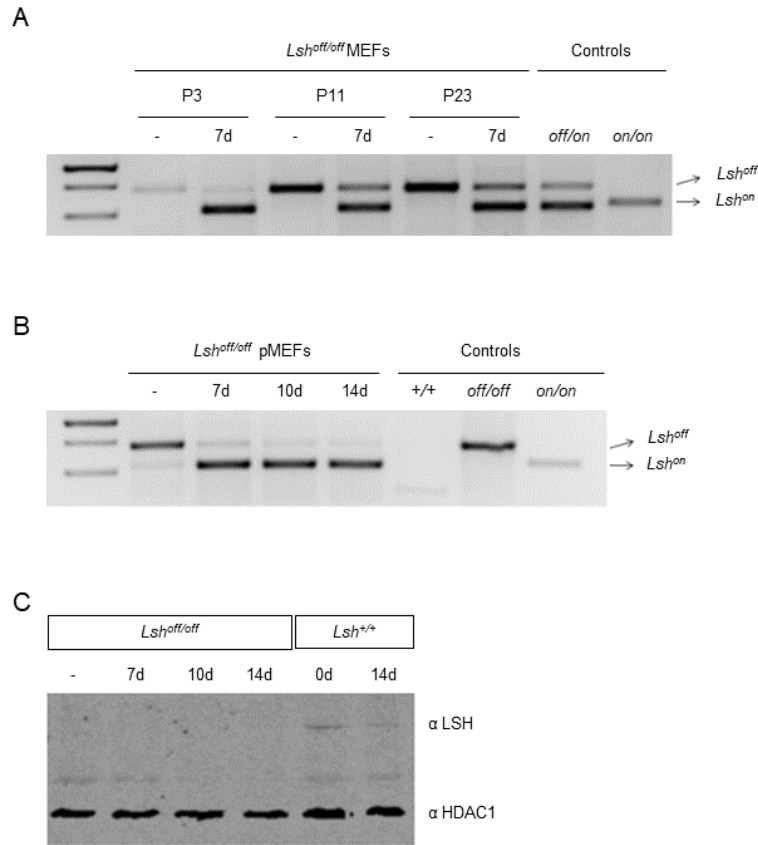 A
Lsh^off/off MEFs Controls
P3 P11 P23
- 7d - 7d - 7d off/on on/on
Lsh^off
Lsh^on
B
Lsh^off/off pMEFs Controls
- 7d 10d 14d +/+ off/off on/on
Lsh^off
Lsh^on
C
Lsh^off/off Lsh^+/+
- 7d 10d 14d 0d 14d
α LSH
α HDAC1